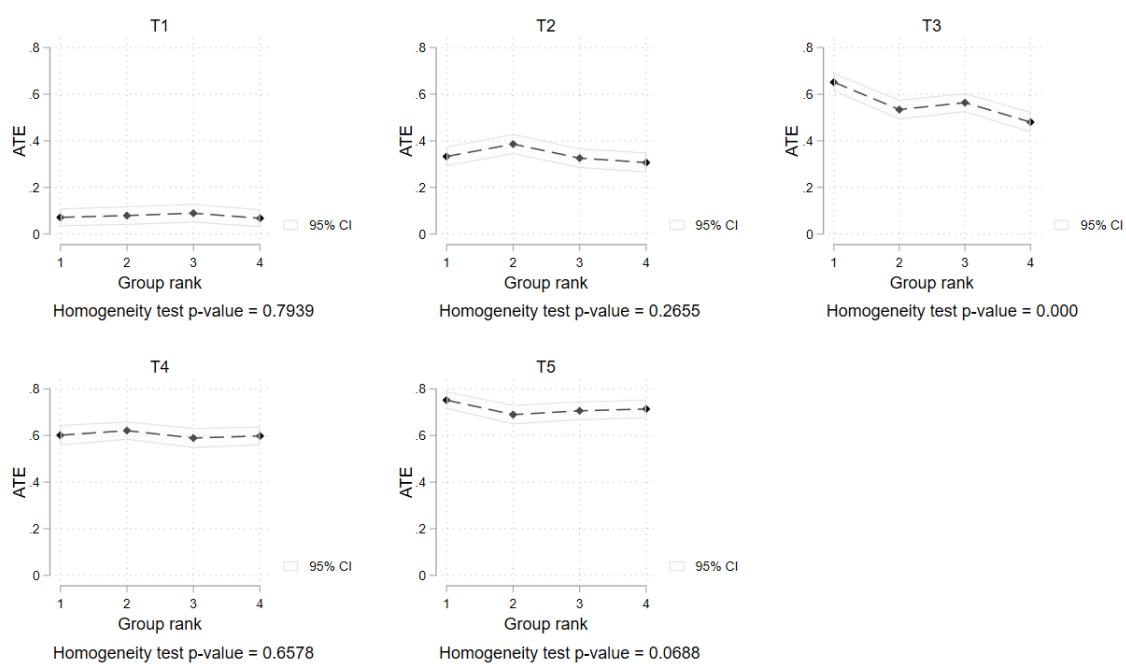 T1
.8
.6
.4
.2
0
ATE
1 2 3 4
Group rank
95% CI
Homogeneity test p-value = 0.7939
T2
.8
.6
.4
.2
0
ATE
1 2 3 4
Group rank
95% CI
Homogeneity test p-value = 0.2655
T3
.8
.6
.4
.2
0
ATE
1 2 3 4
Group rank
95% CI
Homogeneity test p-value = 0.000
T4
.8
.6
.4
.2
0
ATE
1 2 3 4
Group rank
95% CI
Homogeneity test p-value = 0.6578
T5
.8
.6
.4
.2
0
ATE
1 2 3 4
Group rank
95% CI
Homogeneity test p-value = 0.0688